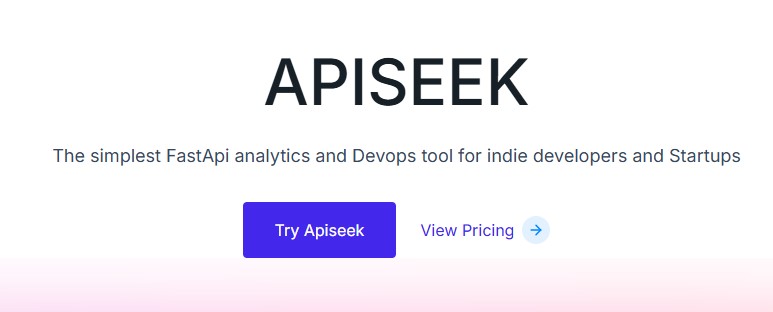 APISEEK
The simplest FastApi analytics and Devops tool for indie developers and Startups
Try Apiseek
View Pricing